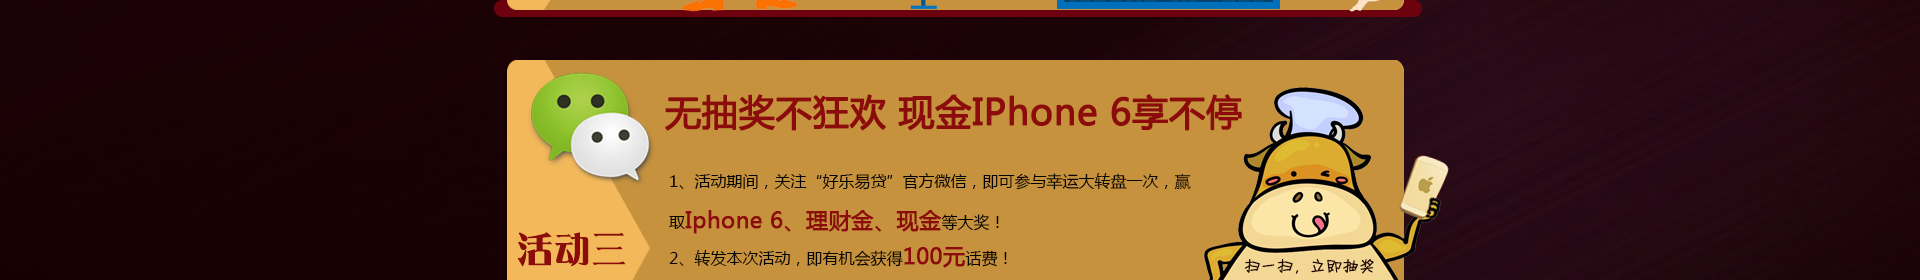 无抽奖不狂欢 现金IPhone 6享不停
1、活动期间，关注“好乐易贷”官方微信，即可参与幸运大转盘一次，赢
取Iphone 6、理财金、现金等大奖！
活动三
2、转发本次活动，即有机会获得100元话费！
扫一扫，立即抽奖